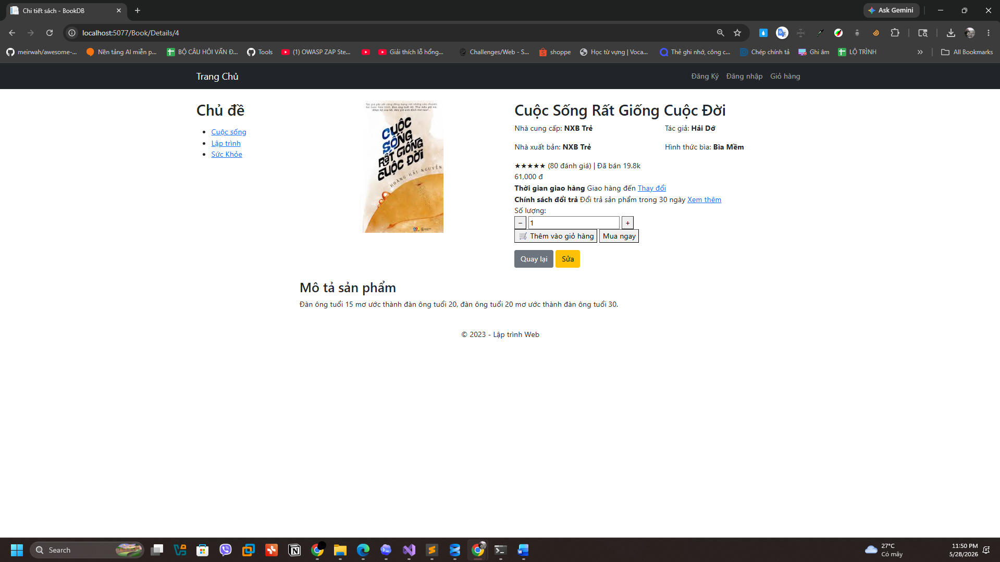 Chi tiết sách - BookDB
Ask Gemini
localhost:5077/Book/Details/4
meirwah/awesome-...
Nền tảng AI miễn p...
BỘ CÂU HỎI VẤN Đ...
Tools
(1) OWASP ZAP Ste...
Giải thích lỗ hổng...
Challenges/Web - S...
shoppe
Học từ vựng | Voca...
Thẻ ghi nhớ, công c...
Chép chính tả
Ghi âm
LỘ TRÌNH
All Bookmarks
Trang Chủ
Đăng Ký
Đăng nhập
Giỏ hàng
Chủ đề
Cuộc sống
Lập trình
Sức Khỏe
CUỘC
SỐNG
RẤT GIỐNG
CUỘC ĐỜI
HOÀNG HẢI NGUYỄN
Cuộc Sống Rất Giống Cuộc Đời
Nhà cung cấp: NXB Trẻ
Tác giả: Hải Dớ
Nhà xuất bản: NXB Trẻ
Hình thức bìa: Bìa Mềm
★★★★★ (80 đánh giá) | Đã bán 19.8k
61,000 đ
Thời gian giao hàng Giao hàng đến Thay đổi
Chính sách đổi trả Đổi trả sản phẩm trong 30 ngày Xem thêm
Số lượng:
− 1 +
Thêm vào giỏ hàng
Mua ngay
Quay lại
Sửa
Mô tả sản phẩm
Đàn ông tuổi 15 mơ ước thành đàn ông tuổi 20, đàn ông tuổi 20 mơ ước thành đàn ông tuổi 30.
© 2023 - Lập trình Web
Search
27°C
Có mây
11:50 PM
5/28/2026